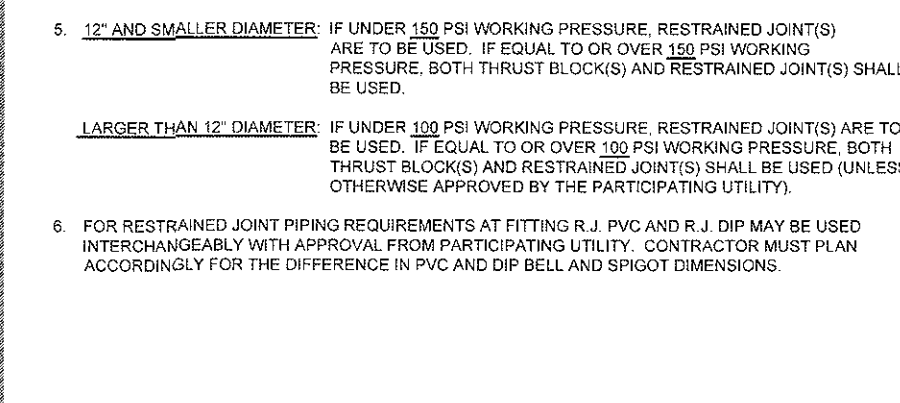 5. 12" AND SMALLER DIAMETER: IF UNDER 150 PSI WORKING PRESSURE, RESTRAINED JOINT(S)
ARE TO BE USED. IF EQUAL TO OR OVER 150 PSI WORKING
PRESSURE, BOTH THRUST BLOCK(S) AND RESTRAINED JOINT(S) SHALL
BE USED.
LARGER THAN 12" DIAMETER: IF UNDER 100 PSI WORKING PRESSURE, RESTRAINED JOINT(S) ARE TO
BE USED. IF EQUAL TO OR OVER 100 PSI WORKING PRESSURE, BOTH
THRUST BLOCK(S) AND RESTRAINED JOINT(S) SHALL BE USED (UNLESS
OTHERWISE APPROVED BY THE PARTICIPATING UTILITY).
6. FOR RESTRAINED JOINT PIPING REQUIREMENTS AT FITTING R.J. PVC AND R.J. DIP MAY BE USED
INTERCHANGEABLY WITH APPROVAL FROM PARTICIPATING UTILITY. CONTRACTOR MUST PLAN
ACCORDINGLY FOR THE DIFFERENCE IN PVC AND DIP BELL AND SPIGOT DIMENSIONS.